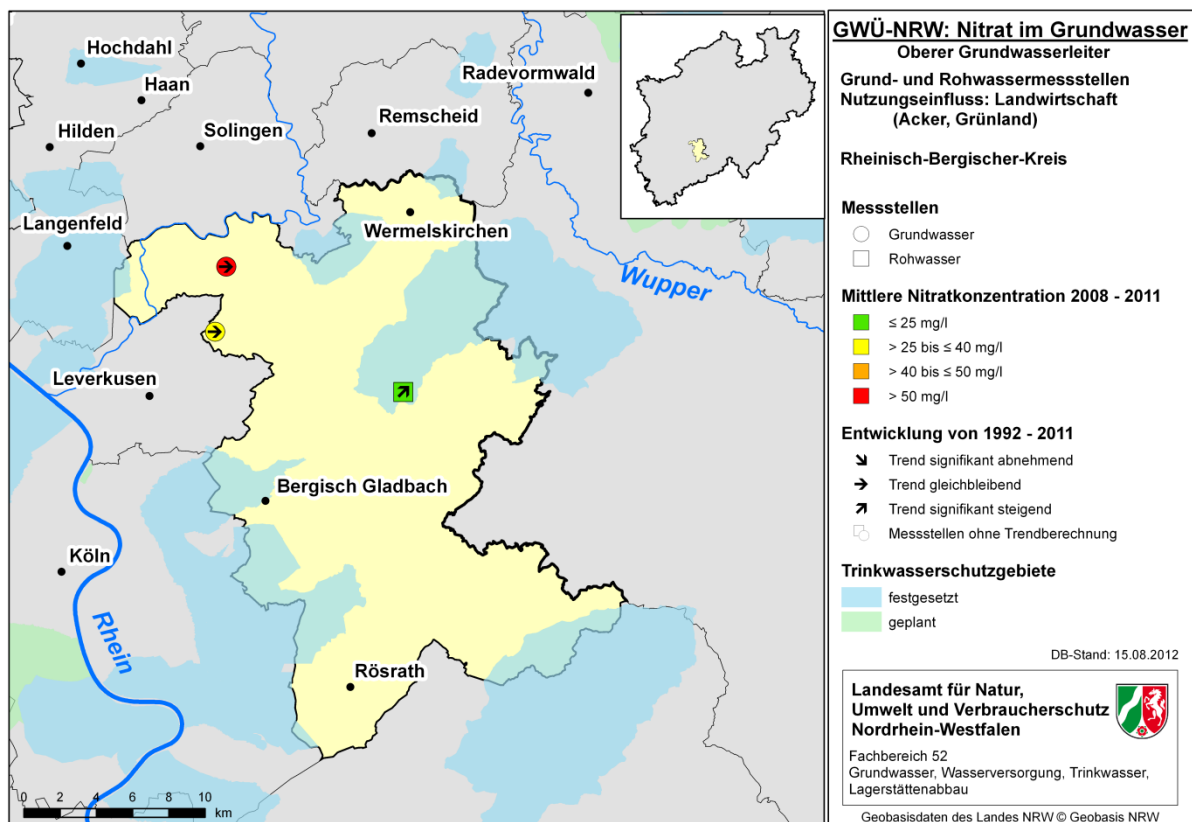 Hochdahl
Haan
Hilden
Solingen
Remscheid
Radevormwald
Langenfeld
Wermelskirchen
Wupper
Leverkusen
Bergisch Gladbach
Köln
Rhein
Rösrath
0 2 4 6 8 10
km
GWÜ-NRW: Nitrat im Grundwasser
Oberer Grundwasserleiter
Grund- und Rohwassermessstellen
Nutzungseinfluss: Landwirtschaft
(Acker, Grünland)
Rheinisch-Bergischer-Kreis
Messstellen
Grundwasser
Rohwasser
Mittlere Nitratkonzentration 2008 - 2011
≤ 25 mg/l
> 25 bis ≤ 40 mg/l
> 40 bis ≤ 50 mg/l
> 50 mg/l
Entwicklung von 1992 - 2011
Trend signifikant abnehmend
Trend gleichbleibend
Trend signifikant steigend
Messstellen ohne Trendberechnung
Trinkwasserschutzgebiete
festgesetzt
geplant
DB-Stand: 15.08.2012
Landesamt für Natur,
Umwelt und Verbraucherschutz
Nordrhein-Westfalen
Fachbereich 52
Grundwasser, Wasserversorgung, Trinkwasser,
Lagerstättenabbau
Geobasisdaten des Landes NRW © Geobasis NRW